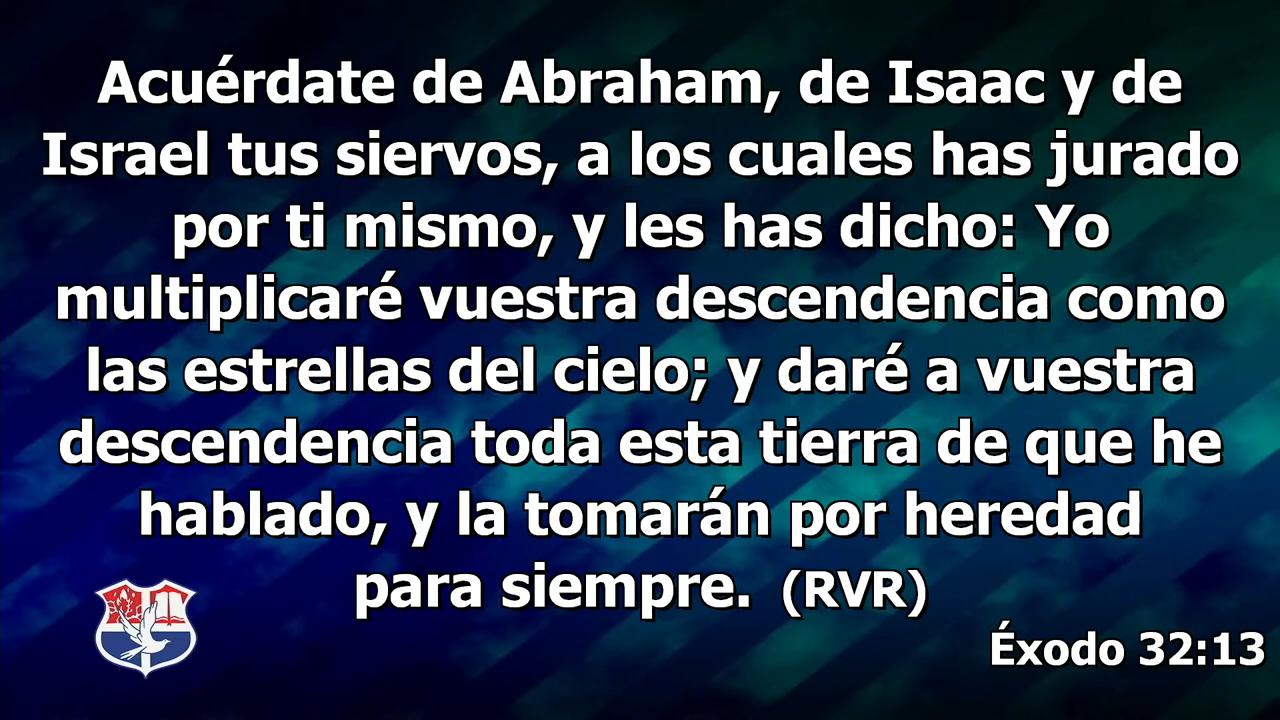 Acuérdate de Abraham, de Isaac y de
Israel tus siervos, a los cuales has jurado
por ti mismo, y les has dicho: Yo
multiplicaré vuestra descendencia como
las estrellas del cielo; y daré a vuestra
descendencia toda esta tierra de que he
hablado, y la tomarán por heredad
para siempre. (RVR)
Éxodo 32:13